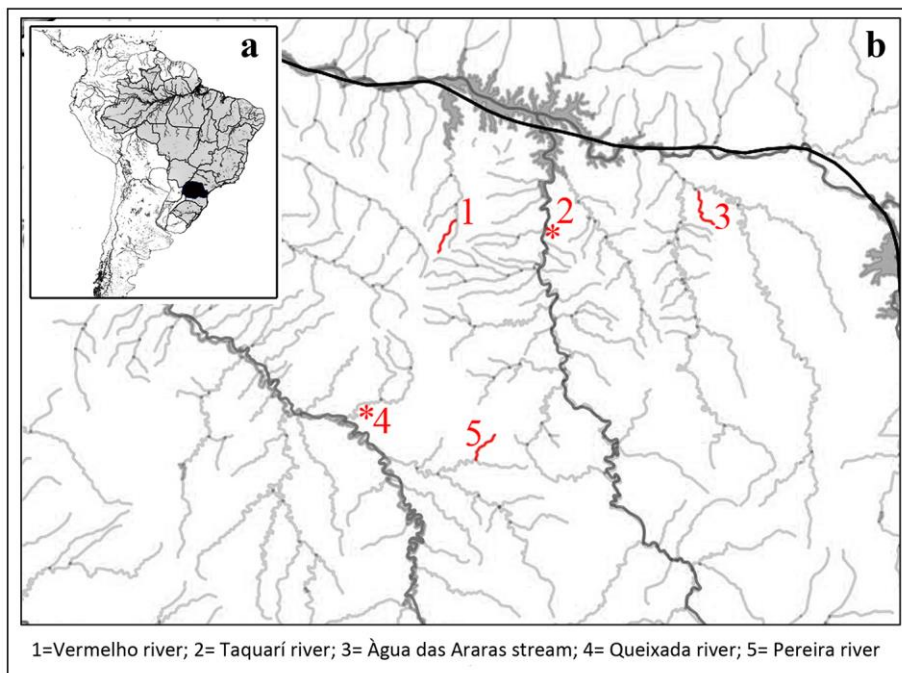 a
b
1
2
*
3
*4
5
1=Vermelho river; 2= Taquarí river; 3= Àgua das Araras stream; 4= Queixada river; 5= Pereira river